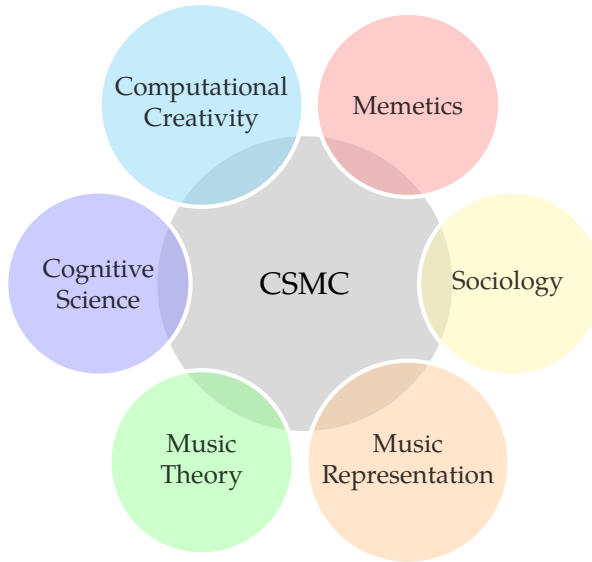 Computational
Creativity
Memetics
Cognitive
Science
CSMC
Sociology
Music
Theory
Music
Representation